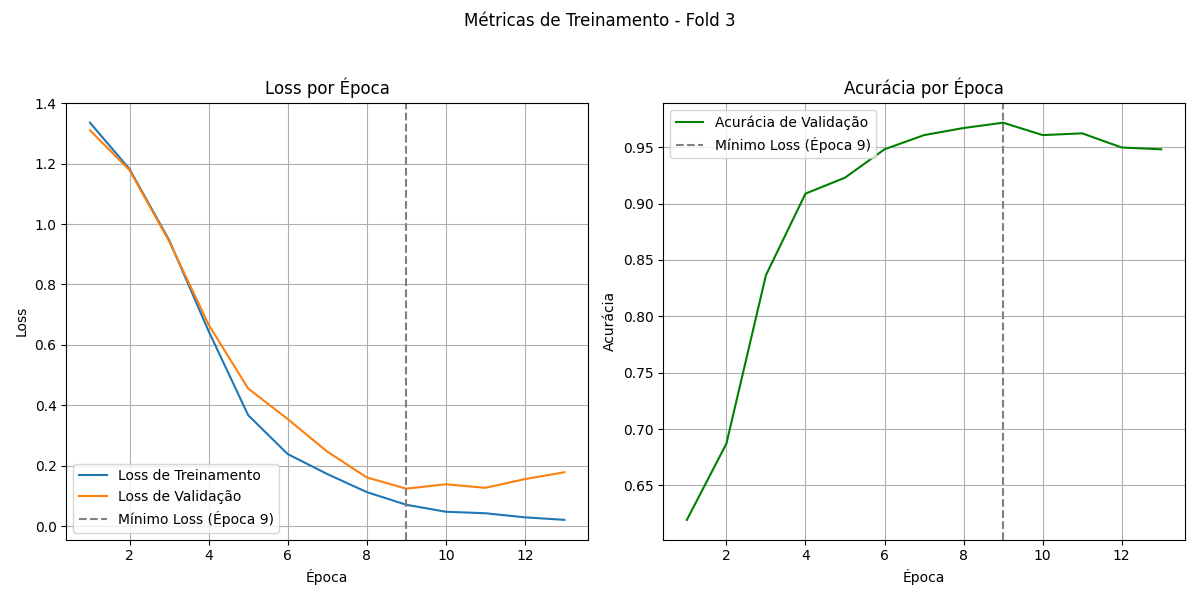 Métricas de Treinamento - Fold 3
Loss por Época
1.4
1.2
1.0
0.8
0.6
0.4
0.2
0.0
Loss
Loss de Treinamento
Loss de Validação
Mínimo Loss (Época 9)
2 4 6 8 10 12
Época
Acurácia por Época
Acurácia de Validação
Mínimo Loss (Época 9)
0.95
0.90
0.85
0.80
0.75
0.70
0.65
Acurácia
2 4 6 8 10 12
Época